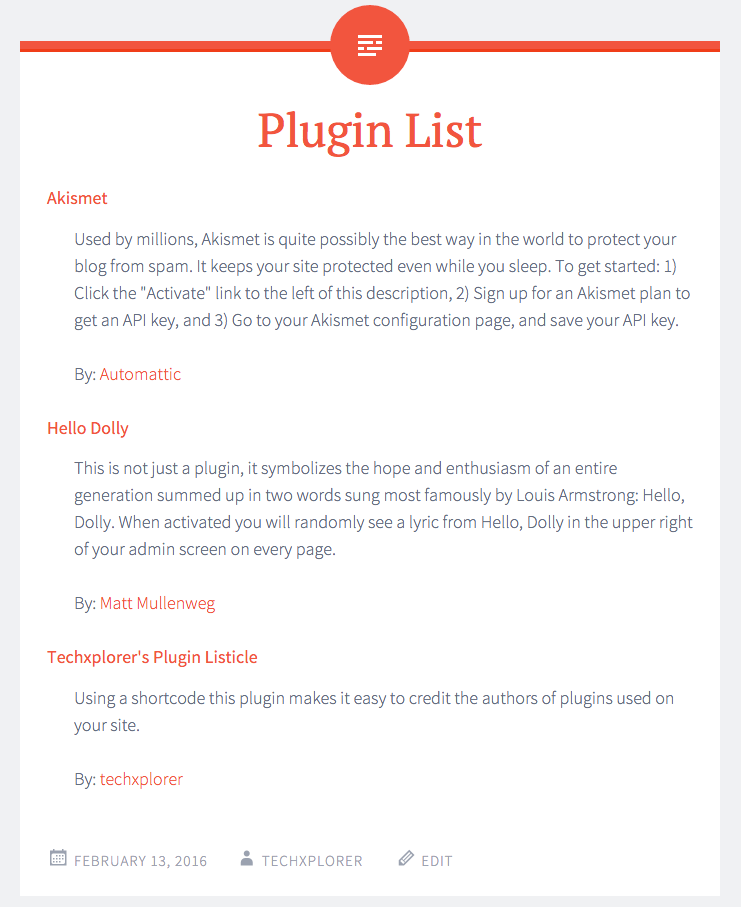 Plugin List
Akismet
Used by millions, Akismet is quite possibly the best way in the world to protect your
blog from spam. It keeps your site protected even while you sleep. To get started: 1)
Click the "Activate" link to the left of this description, 2) Sign up for an Akismet plan to
get an API key, and 3) Go to your Akismet configuration page, and save your API key.
By: Automattic
Hello Dolly
This is not just a plugin, it symbolizes the hope and enthusiasm of an entire
generation summed up in two words sung most famously by Louis Armstrong: Hello,
Dolly. When activated you will randomly see a lyric from Hello, Dolly in the upper right
of your admin screen on every page.
By: Matt Mullenweg
Techxplorer's Plugin Listicle
Using a shortcode this plugin makes it easy to credit the authors of plugins used on
your site.
By: techxplorer
FEBRUARY 13, 2016 TECHXPLORER EDIT